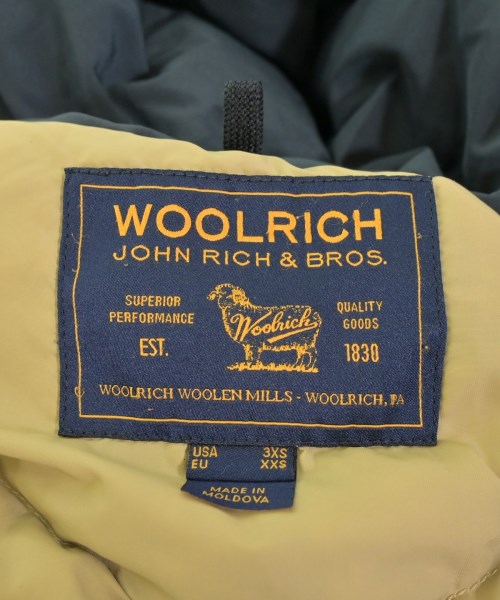 WOOLRICH
JOHN RICH & BROS.
SUPERIOR
PERFORMANCE
EST.
Woolrich
QUALITY
GOODS
1830
WOOLRICH WOOLEN MILLS - WOOLRICH, PA
USA 3XS
EU XXS
MADE IN
MOLDOVA